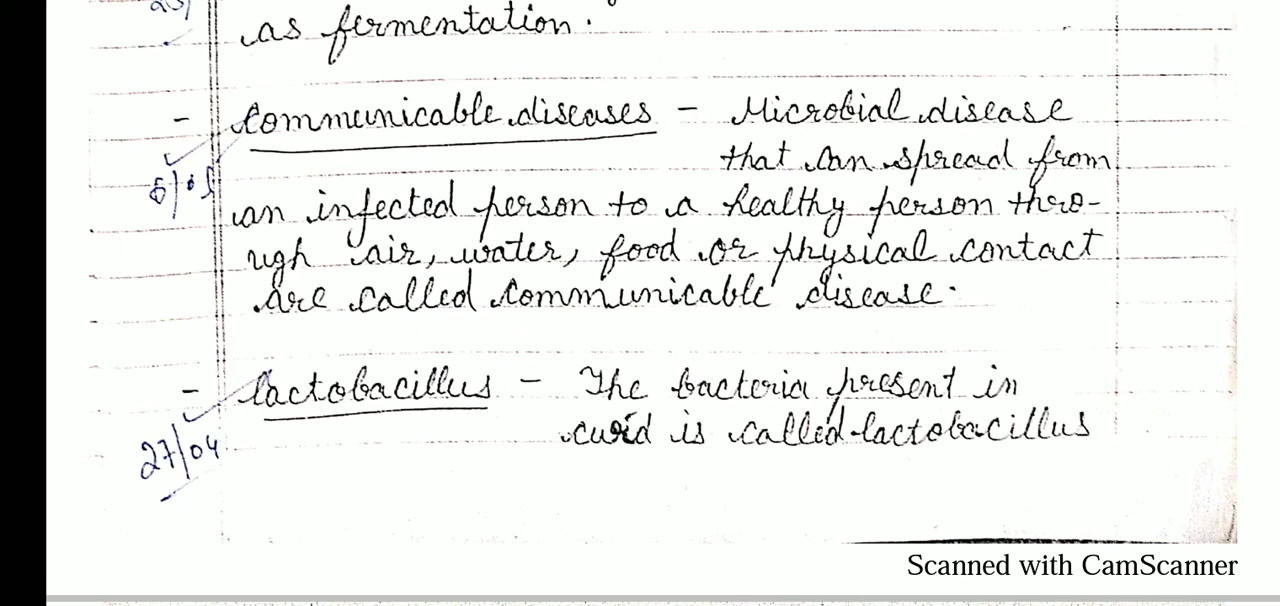 as fermentation.
- Communicable diseases - Microbial disease
that can spread from
5/05
an infected person to a healthy person thro-
ugh air, water, food or physical contact
are called communicable disease.
- lactobacillus - The bacteria present in
curd is called lactobacillus
27/04
Scanned with CamScanner